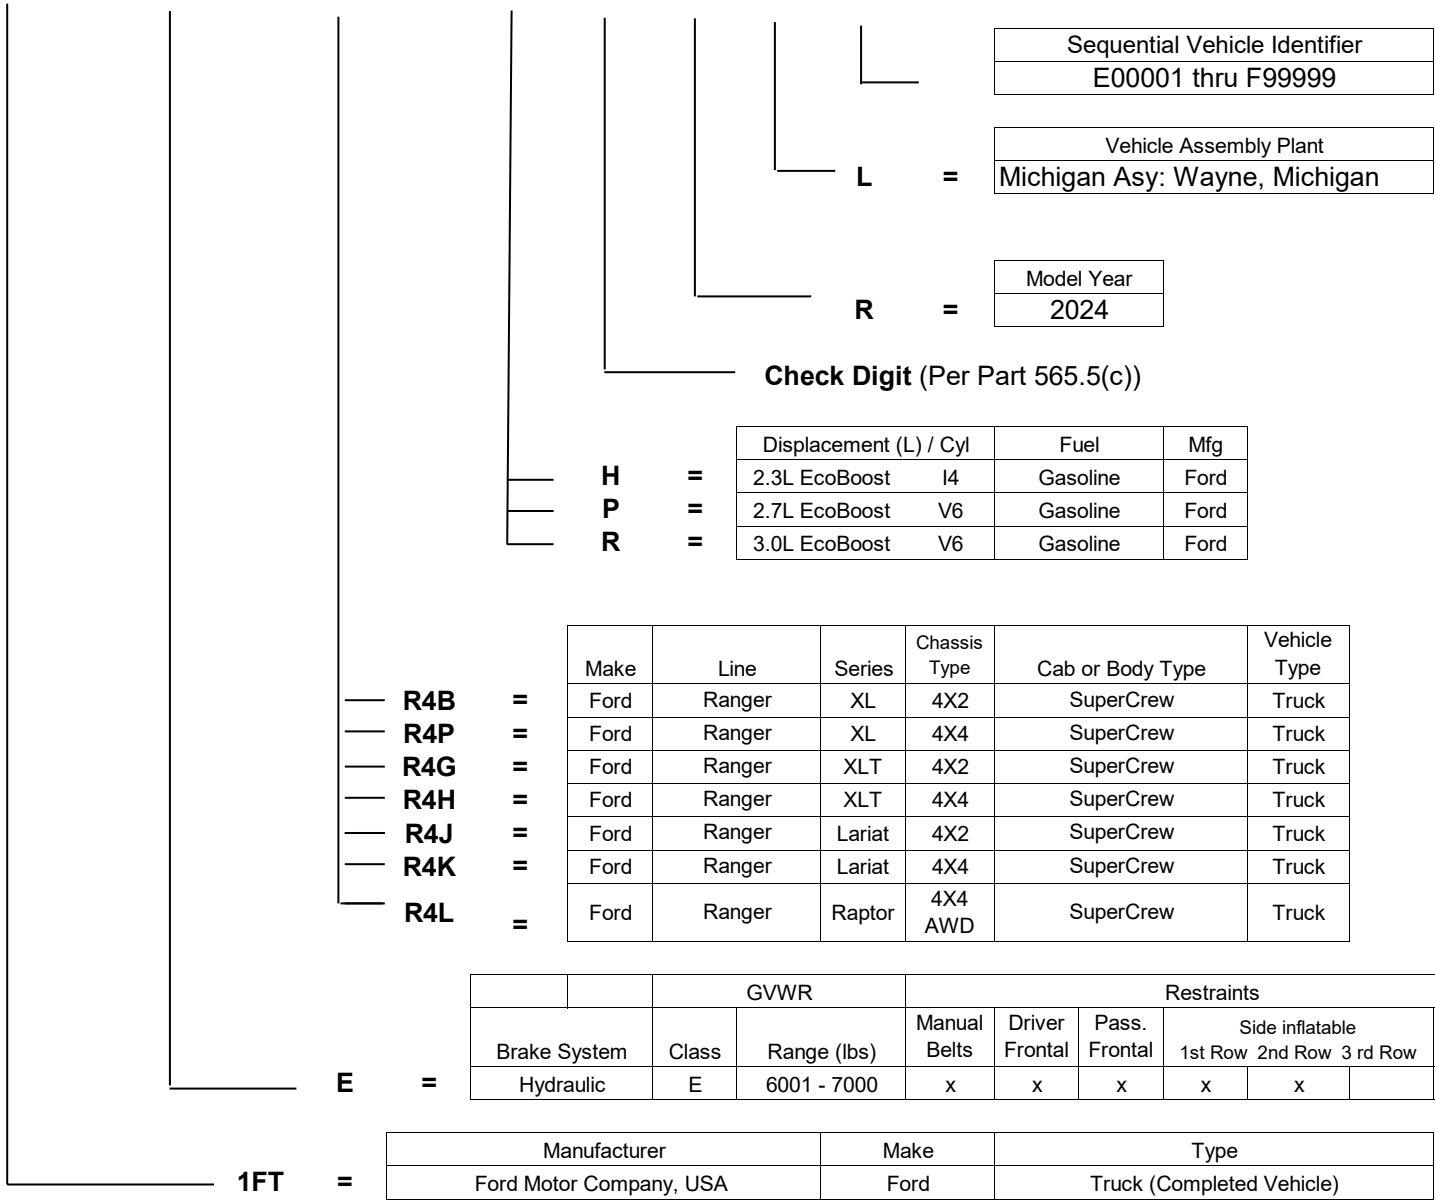 Sequential Vehicle Identifier
E00001 thru F99999
Vehicle Assembly Plant
L = Michigan Asy: Wayne, Michigan
Model Year
R = 2024
Check Digit (Per Part 565.5(c))
Displacement (L) / Cyl Fuel Mfg
H = 2.3L EcoBoost I4 Gasoline Ford
P = 2.7L EcoBoost V6 Gasoline Ford
R = 3.0L EcoBoost V6 Gasoline Ford
Chassis Vehicle
Make Line Series Type Cab or Body Type Type
R4B = Ford Ranger XL 4X2 SuperCrew Truck
R4P = Ford Ranger XL 4X4 SuperCrew Truck
R4G = Ford Ranger XLT 4X2 SuperCrew Truck
R4H = Ford Ranger XLT 4X4 SuperCrew Truck
R4J = Ford Ranger Lariat 4X2 SuperCrew Truck
R4K = Ford Ranger Lariat 4X4 SuperCrew Truck
R4L = Ford Ranger Raptor 4X4 SuperCrew Truck
AWD
GVWR Restraints
Manual Driver Pass. Side inflatable
Brake System Class Range (lbs) Belts Frontal Frontal 1st Row 2nd Row 3 rd Row
E = Hydraulic E 6001 - 7000 x x x x x
Manufacturer Make Type
1FT = Ford Motor Company, USA Ford Truck (Completed Vehicle)